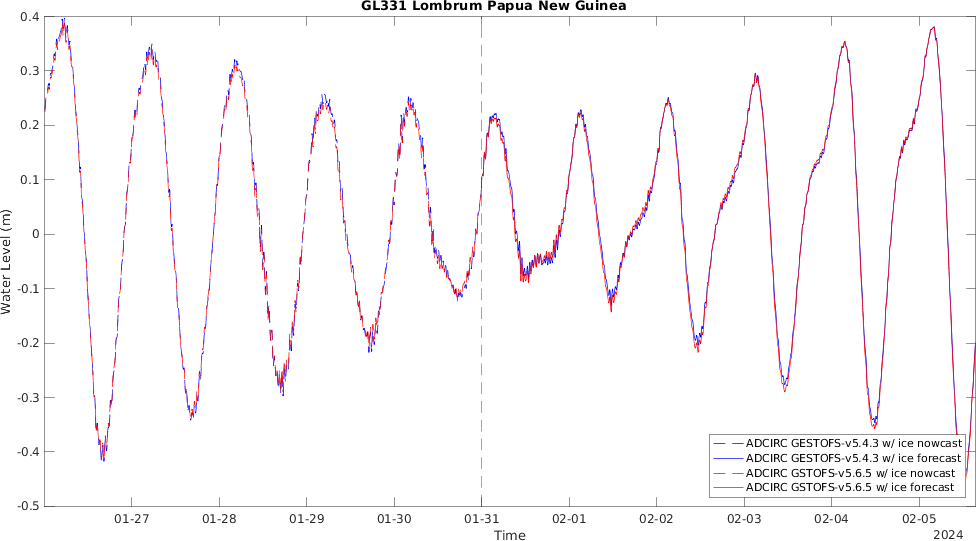 GL331 Lombrum Papua New Guinea
0.4
0.3
0.2
0.1
0
-0.1
-0.2
-0.3
-0.4
-0.5
Water Level (m)
01-27 01-28 01-29 01-30 01-31 02-01 02-02 02-03 02-04 02-05
2024
Time
ADCIRC GESTOFS-v5.4.3 w/ ice nowcast
ADCIRC GESTOFS-v5.4.3 w/ ice forecast
ADCIRC GSTOFS-v5.6.5 w/ ice nowcast
ADCIRC GSTOFS-v5.6.5 w/ ice forecast